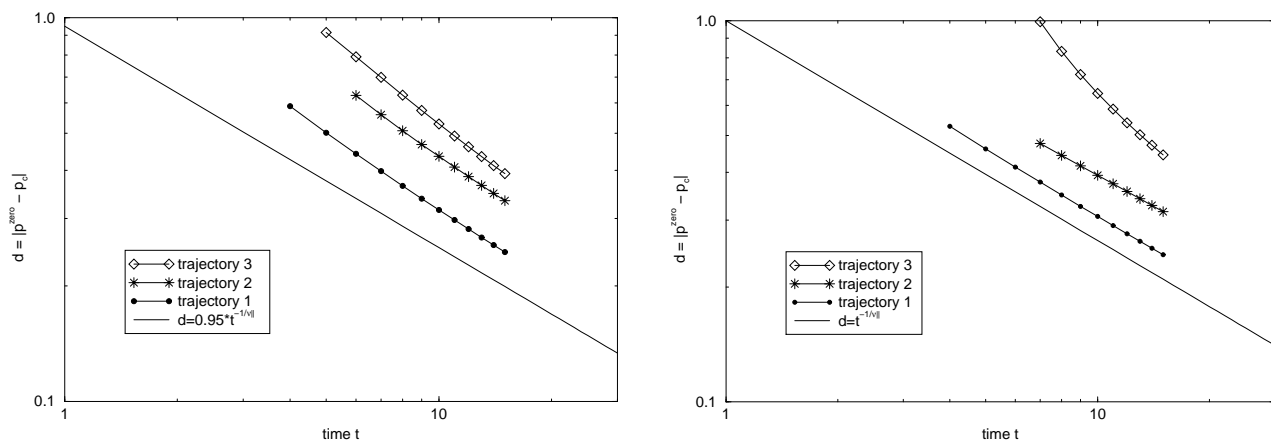 1.0
0.1
d = |p^zero − p_c|
1
10
time t
trajectory 3
trajectory 2
trajectory 1
d=0.95*t^−1/ν||
1.0
0.1
d = |p^zero − p_c|
1
10
time t
trajectory 3
trajectory 2
trajectory 1
d=t^−1/ν||